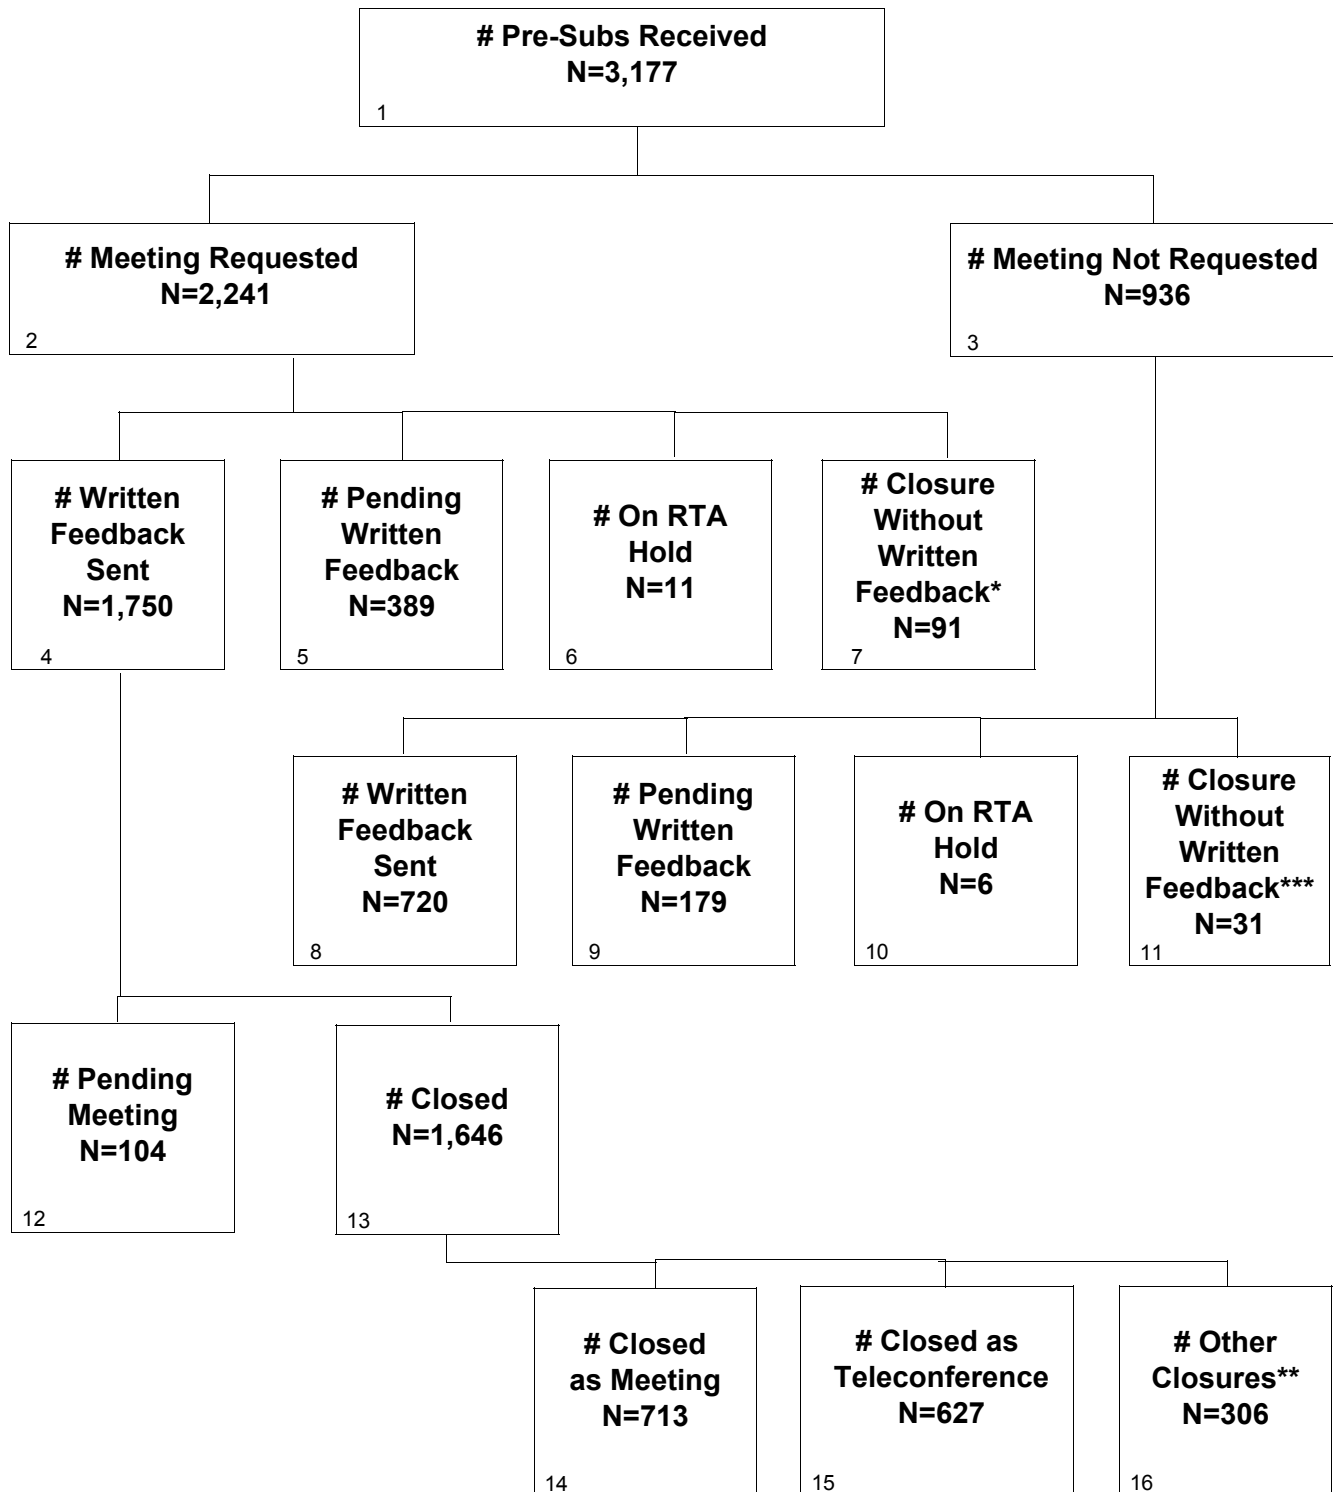 # Pre-Subs Received
N=3,177
1
# Meeting Requested
N=2,241
2
# Meeting Not Requested
N=936
3
# Written
Feedback
Sent
N=1,750
4
# Pending
Written
Feedback
N=389
5
# On RTA
Hold
N=11
6
# Closure
Without
Written
Feedback*
N=91
7
# Written
Feedback
Sent
N=720
8
# Pending
Written
Feedback
N=179
9
# On RTA
Hold
N=6
10
# Closure
Without
Written
Feedback***
N=31
11
# Pending
Meeting
N=104
12
# Closed
N=1,646
13
# Closed
as Meeting
N=713
14
# Closed as
Teleconference
N=627
15
# Other
Closures**
N=306
16